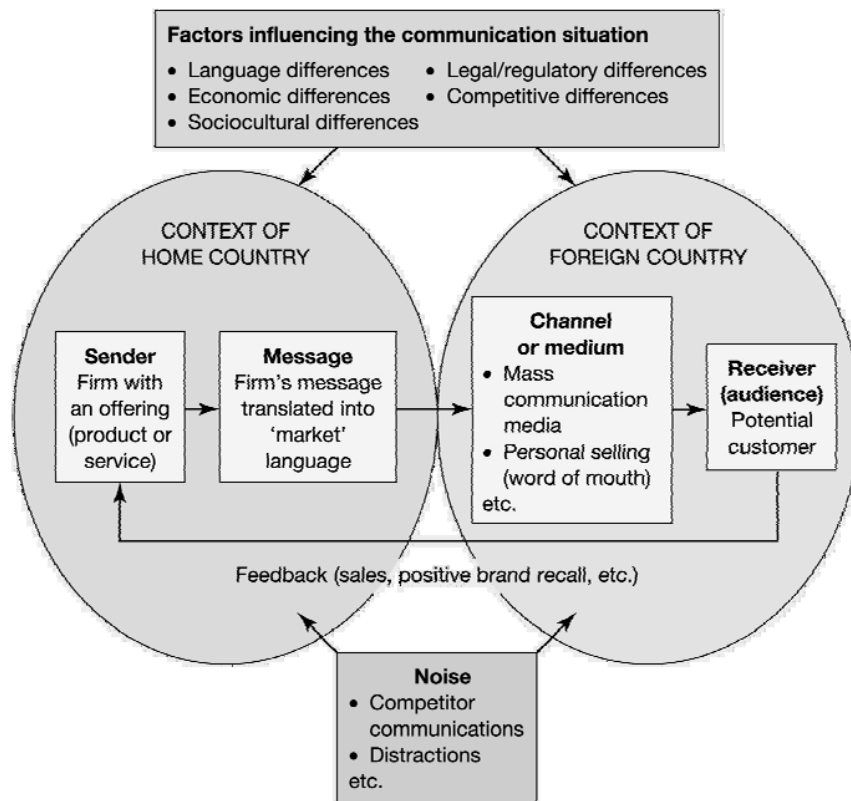 Factors influencing the communication situation
• Language differences
• Legal/regulatory differences
• Economic differences
• Competitive differences
• Sociocultural differences
CONTEXT OF
HOME COUNTRY
CONTEXT OF
FOREIGN COUNTRY
Sender
Firm with
an offering
(product or
service)
Message
Firm's message
translated into
'market'
language
Channel
or medium
• Mass
communication
media
• Personal selling
(word of mouth)
etc.
Receiver
(audience)
Potential
customer
Feedback (sales, positive brand recall, etc.)
Noise
• Competitor
communications
• Distractions
etc.